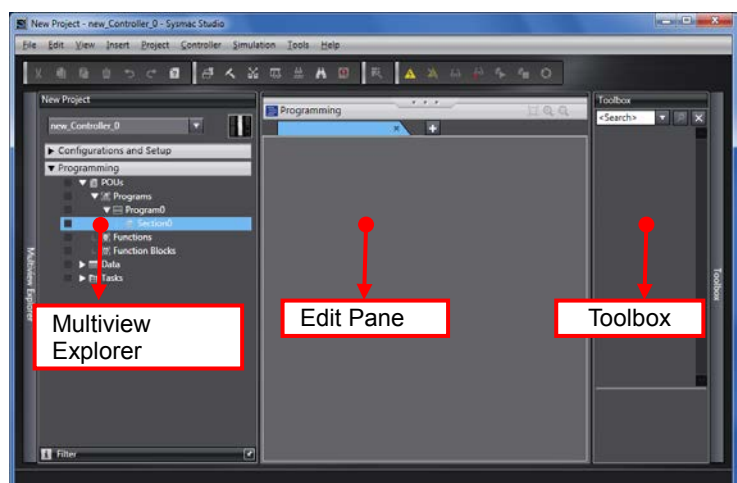 New Project - new_Controller_0 - Sysmac Studio
File Edit View Insert Project Controller Simulation Tools Help
New Project
new_Controller_0
Configurations and Setup
Programming
POUs
Programs
Program0
Section0
Functions
Function Blocks
Data
Tasks
Multiview Explorer
Filter
Programming
Toolbox
<Search>
Toolbox
Multiview
Explorer
Edit Pane
Toolbox